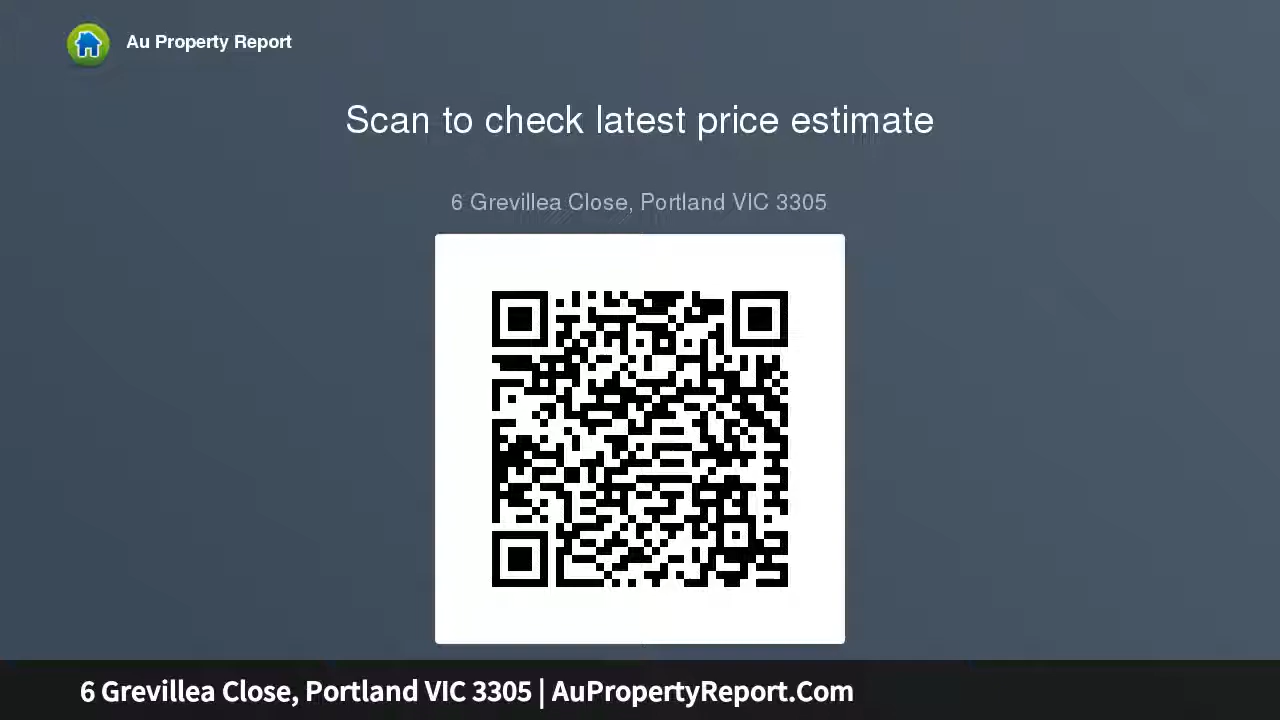 Au Property Report
Scan to check latest price estimate
6 Grevillea Close, Portland VIC 3305
6 Grevillea Close, Portland VIC 3305 | AuPropertyReport.Com